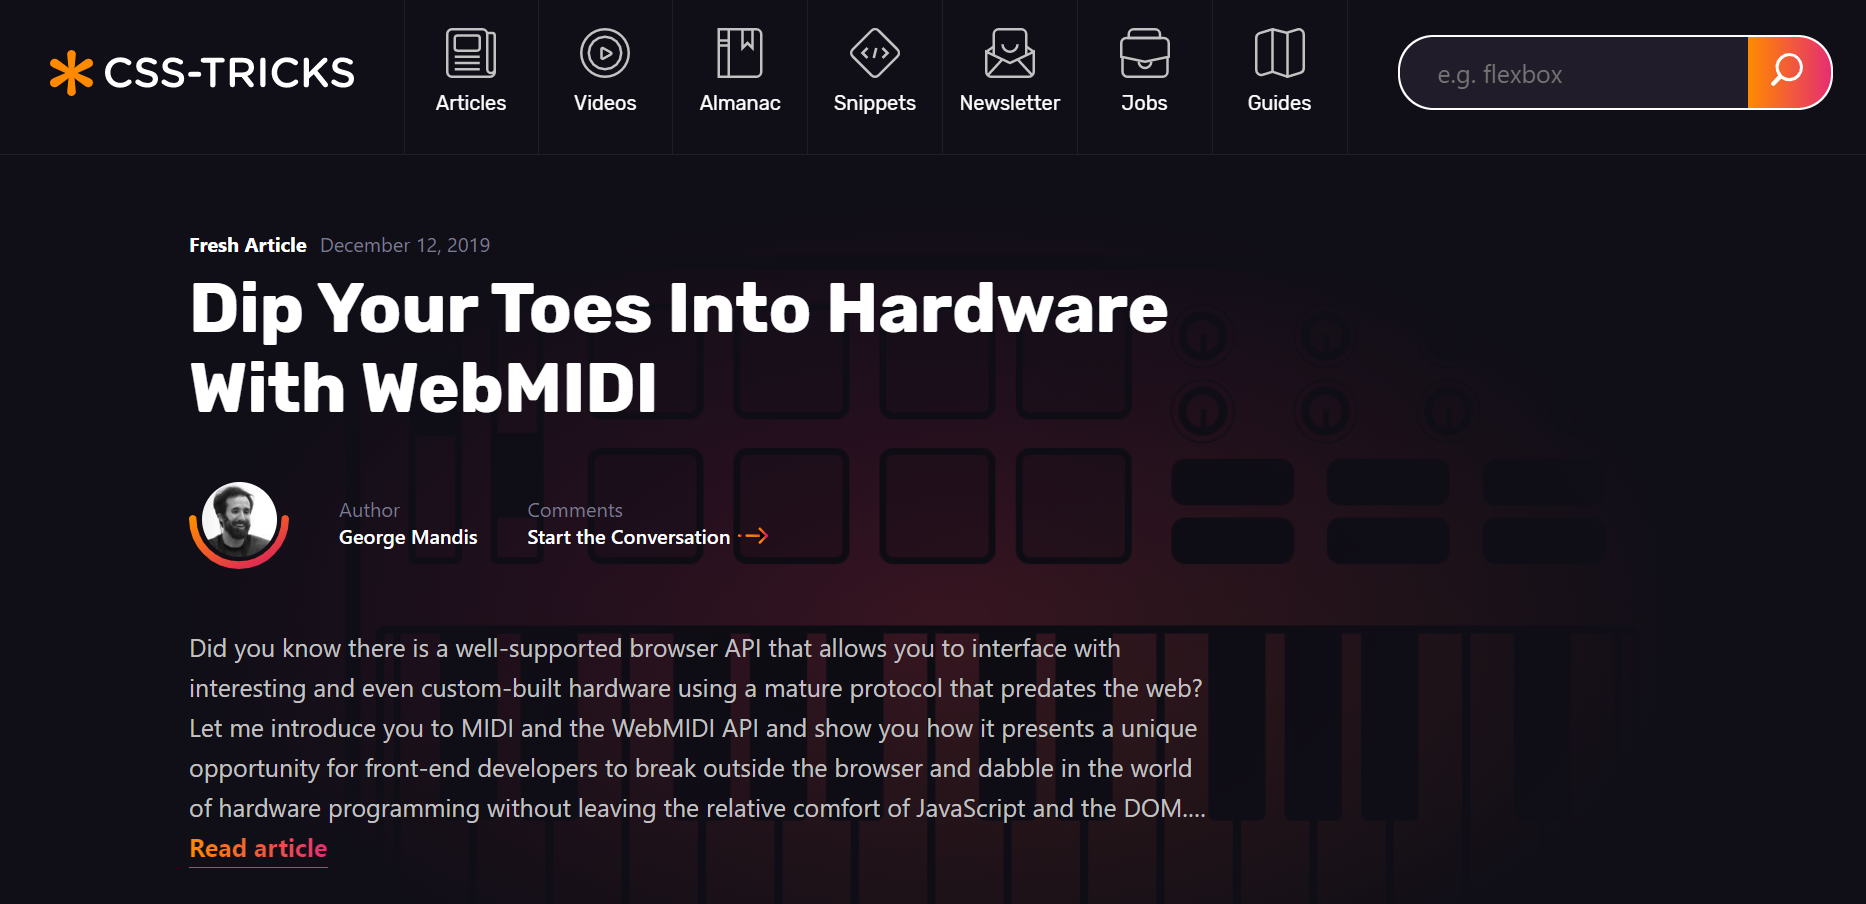 CSS-TRICKS
Articles
Videos
Almanac
Snippets
Newsletter
Jobs
Guides
e.g. flexbox
Fresh Article December 12, 2019
Dip Your Toes Into Hardware
With WebMIDI
Author
George Mandis
Comments
Start the Conversation
Did you know there is a well-supported browser API that allows you to interface with
interesting and even custom-built hardware using a mature protocol that predates the web?
Let me introduce you to MIDI and the WebMIDI API and show you how it presents a unique
opportunity for front-end developers to break outside the browser and dabble in the world
of hardware programming without leaving the relative comfort of JavaScript and the DOM....
Read article